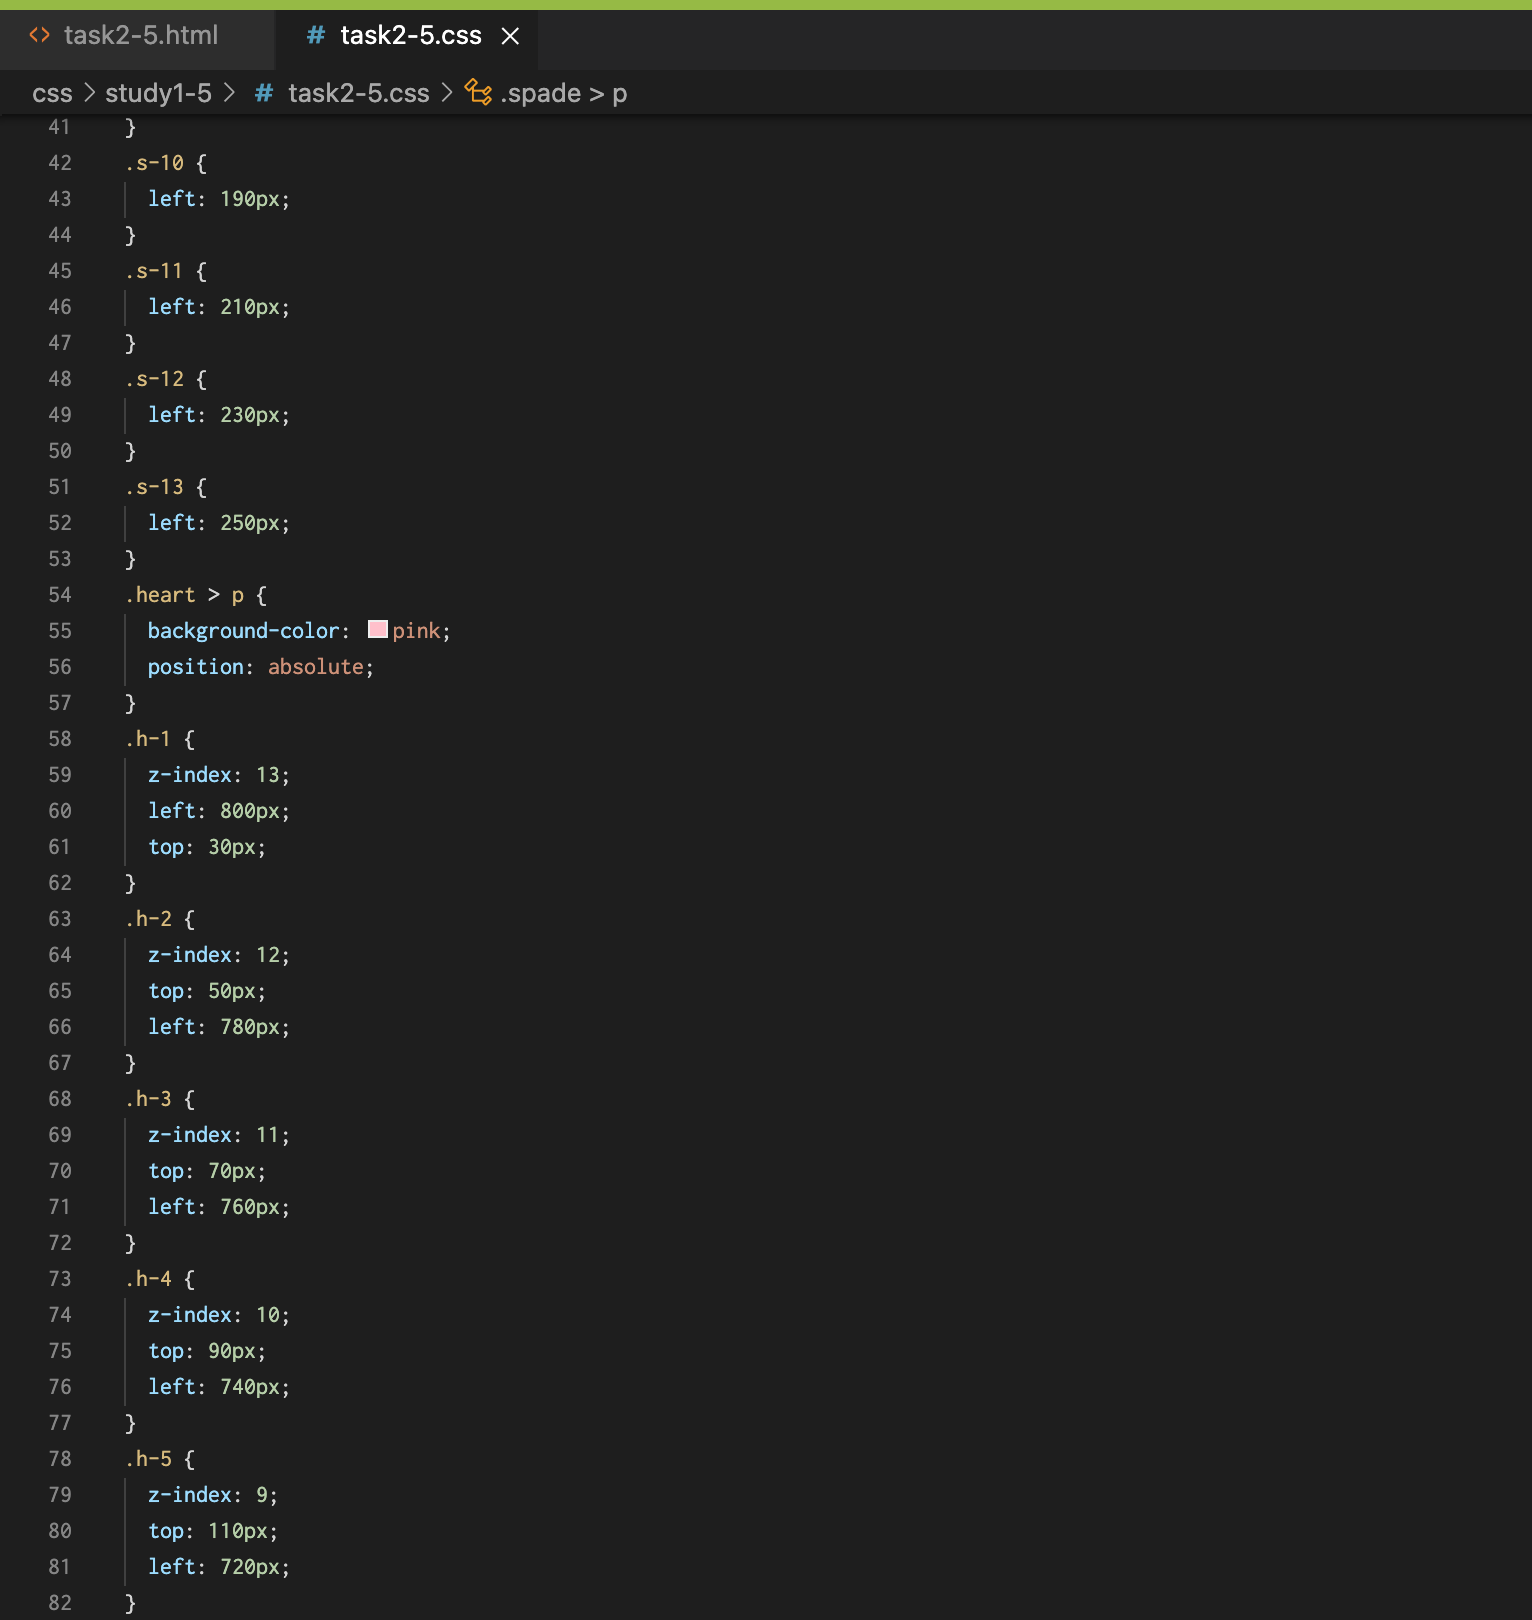 <> task2-5.html # task2-5.css ×
css > study1-5 > # task2-5.css > .spade > p
41 }
42 .s-10 {
43 left: 190px;
44 }
45 .s-11 {
46 left: 210px;
47 }
48 .s-12 {
49 left: 230px;
50 }
51 .s-13 {
52 left: 250px;
53 }
54 .heart > p {
55 background-color: pink;
56 position: absolute;
57 }
58 .h-1 {
59 z-index: 13;
60 left: 800px;
61 top: 30px;
62 }
63 .h-2 {
64 z-index: 12;
65 top: 50px;
66 left: 780px;
67 }
68 .h-3 {
69 z-index: 11;
70 top: 70px;
71 left: 760px;
72 }
73 .h-4 {
74 z-index: 10;
75 top: 90px;
76 left: 740px;
77 }
78 .h-5 {
79 z-index: 9;
80 top: 110px;
81 left: 720px;
82 }